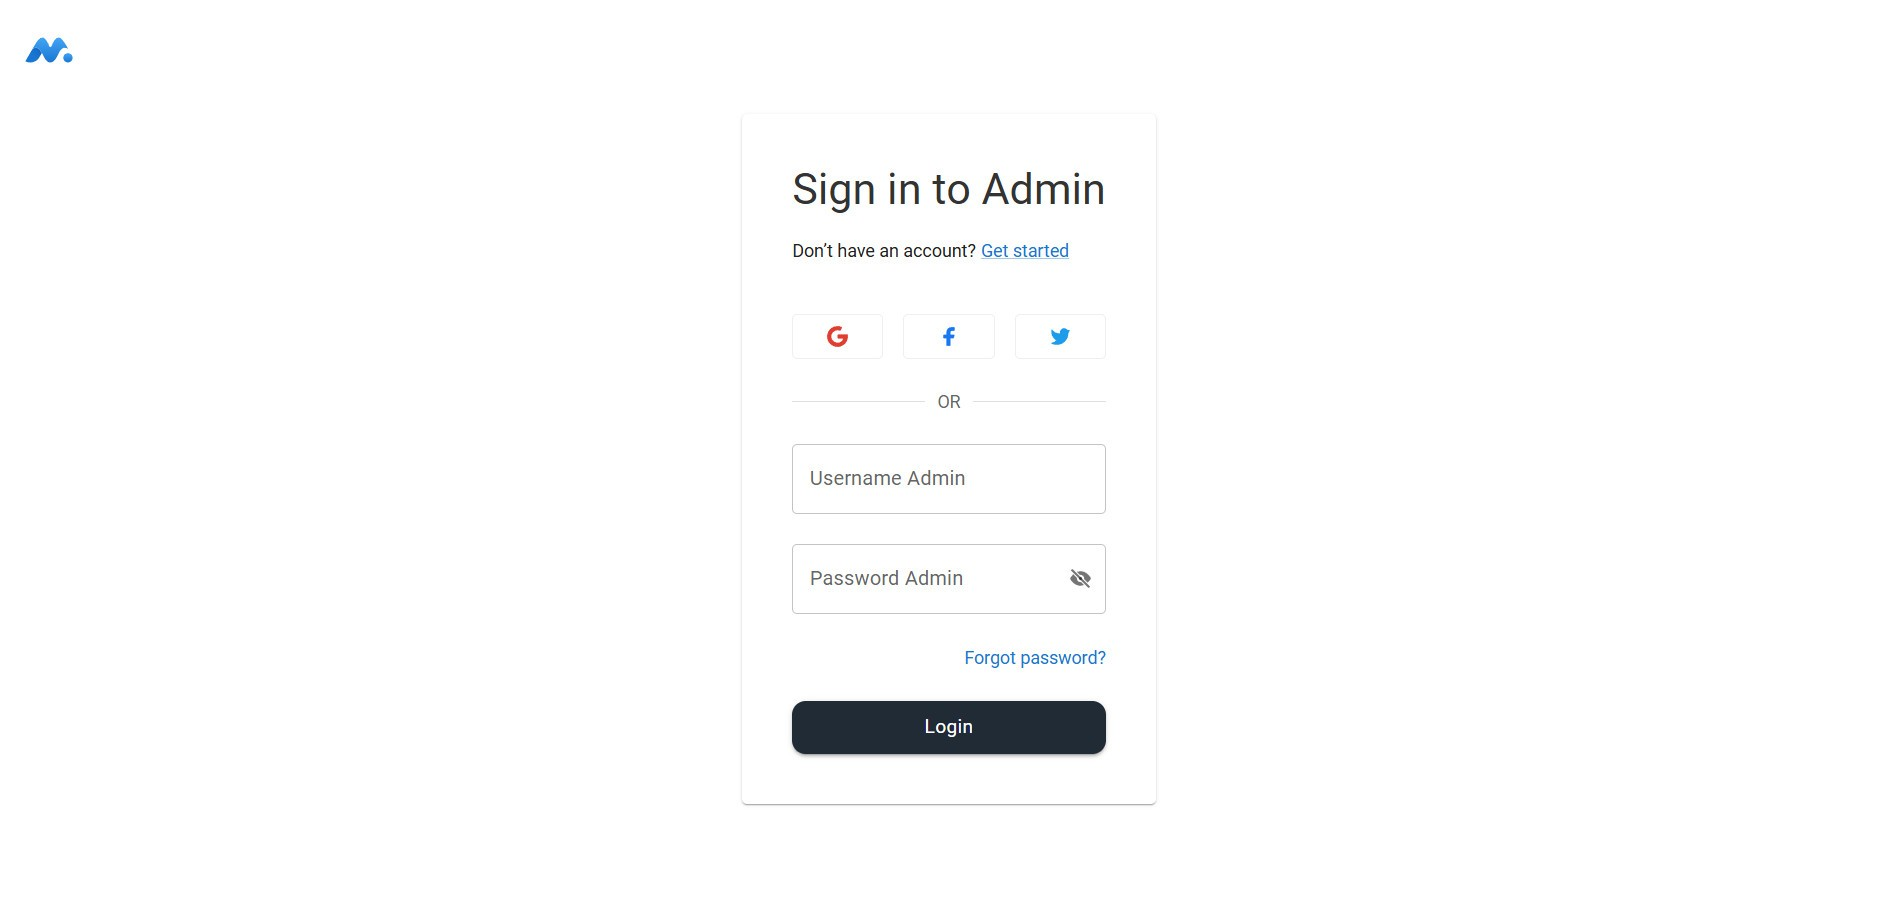 Sign in to Admin
Don’t have an account? Get started
OR
Username Admin
Password Admin
Forgot password?
Login